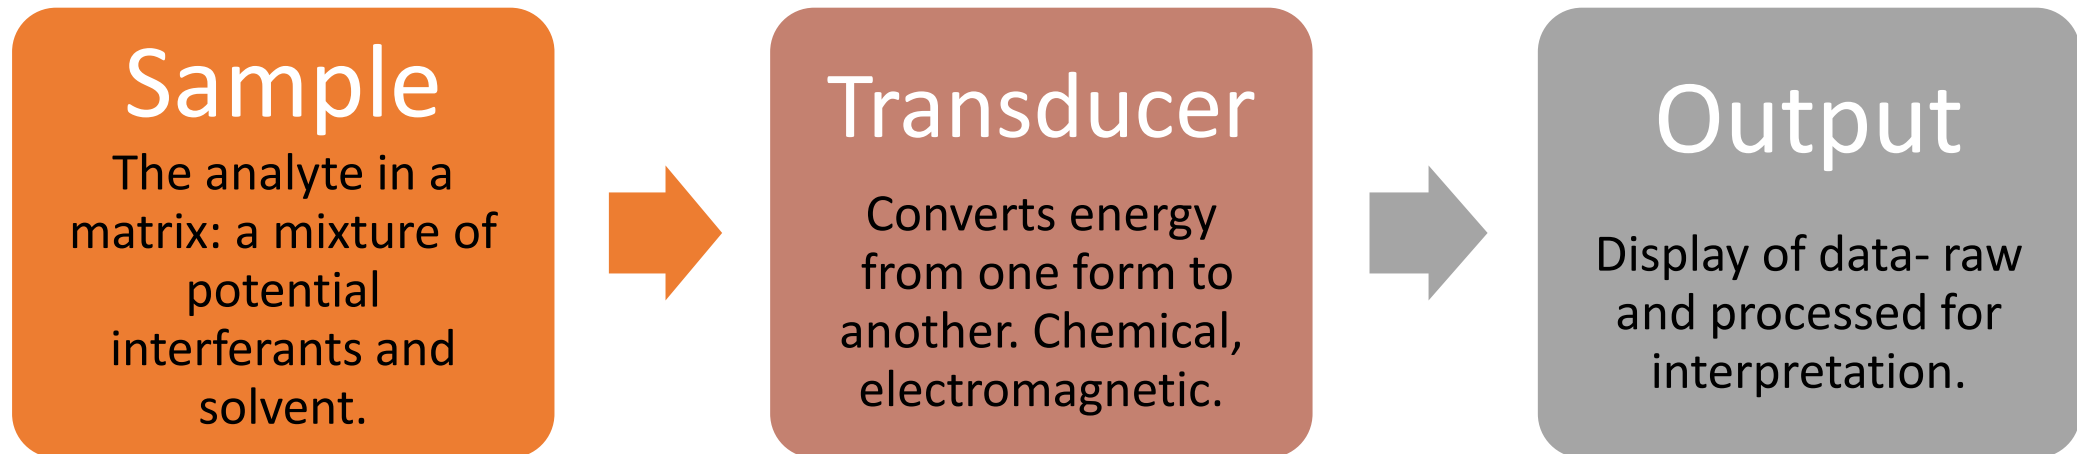 Sample
The analyte in a
matrix: a mixture of
potential
interferants and
solvent.
Transducer
Converts energy
from one form to
another. Chemical,
electromagnetic.
Output
Display of data- raw
and processed for
interpretation.